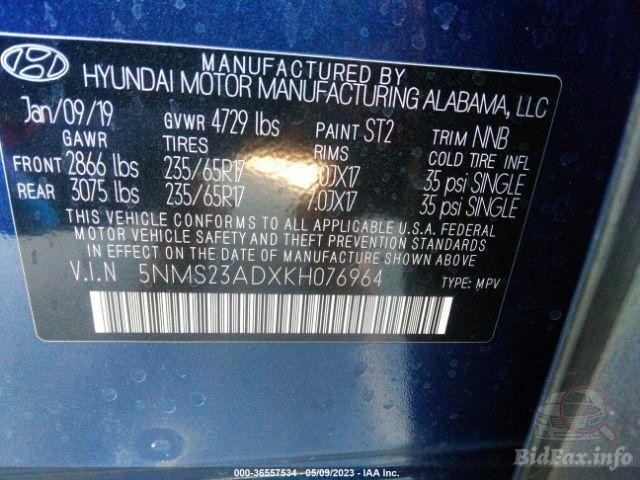 MANUFACTURED BY
HYUNDAI MOTOR MANUFACTURING ALABAMA, LLC
Jan/09/19 GVWR 4729 lbs PAINT ST2 TRIM NNB
GAWR TIRES RIMS COLD TIRE INFL
FRONT 2866 lbs 235/65R17 7.0JX17 35 psi SINGLE
REAR 3075 lbs 235/65R17 7.0JX17 35 psi SINGLE
THIS VEHICLE CONFORMS TO ALL APPLICABLE U.S.A. FEDERAL
MOTOR VEHICLE SAFETY AND THEFT PREVENTION STANDARDS
IN EFFECT ON THE DATE OF MANUFACTURE SHOWN ABOVE.
V.I.N 5NMS23ADXKH076964 TYPE: MPV
BidFax.info
000-36557534 - 05/09/2023 - IAA Inc.